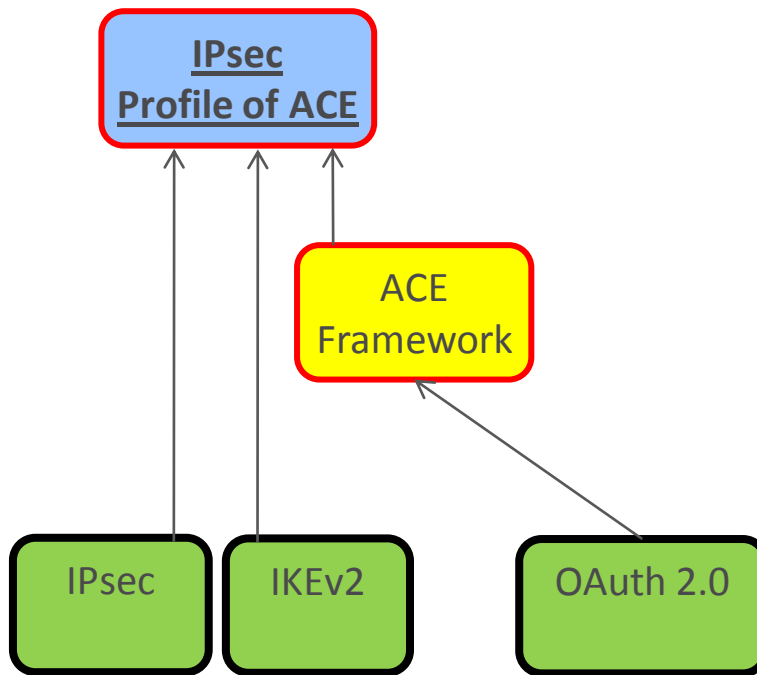 IPsec
Profile of ACE
ACE
Framework
IPsec
IKEv2
OAuth 2.0